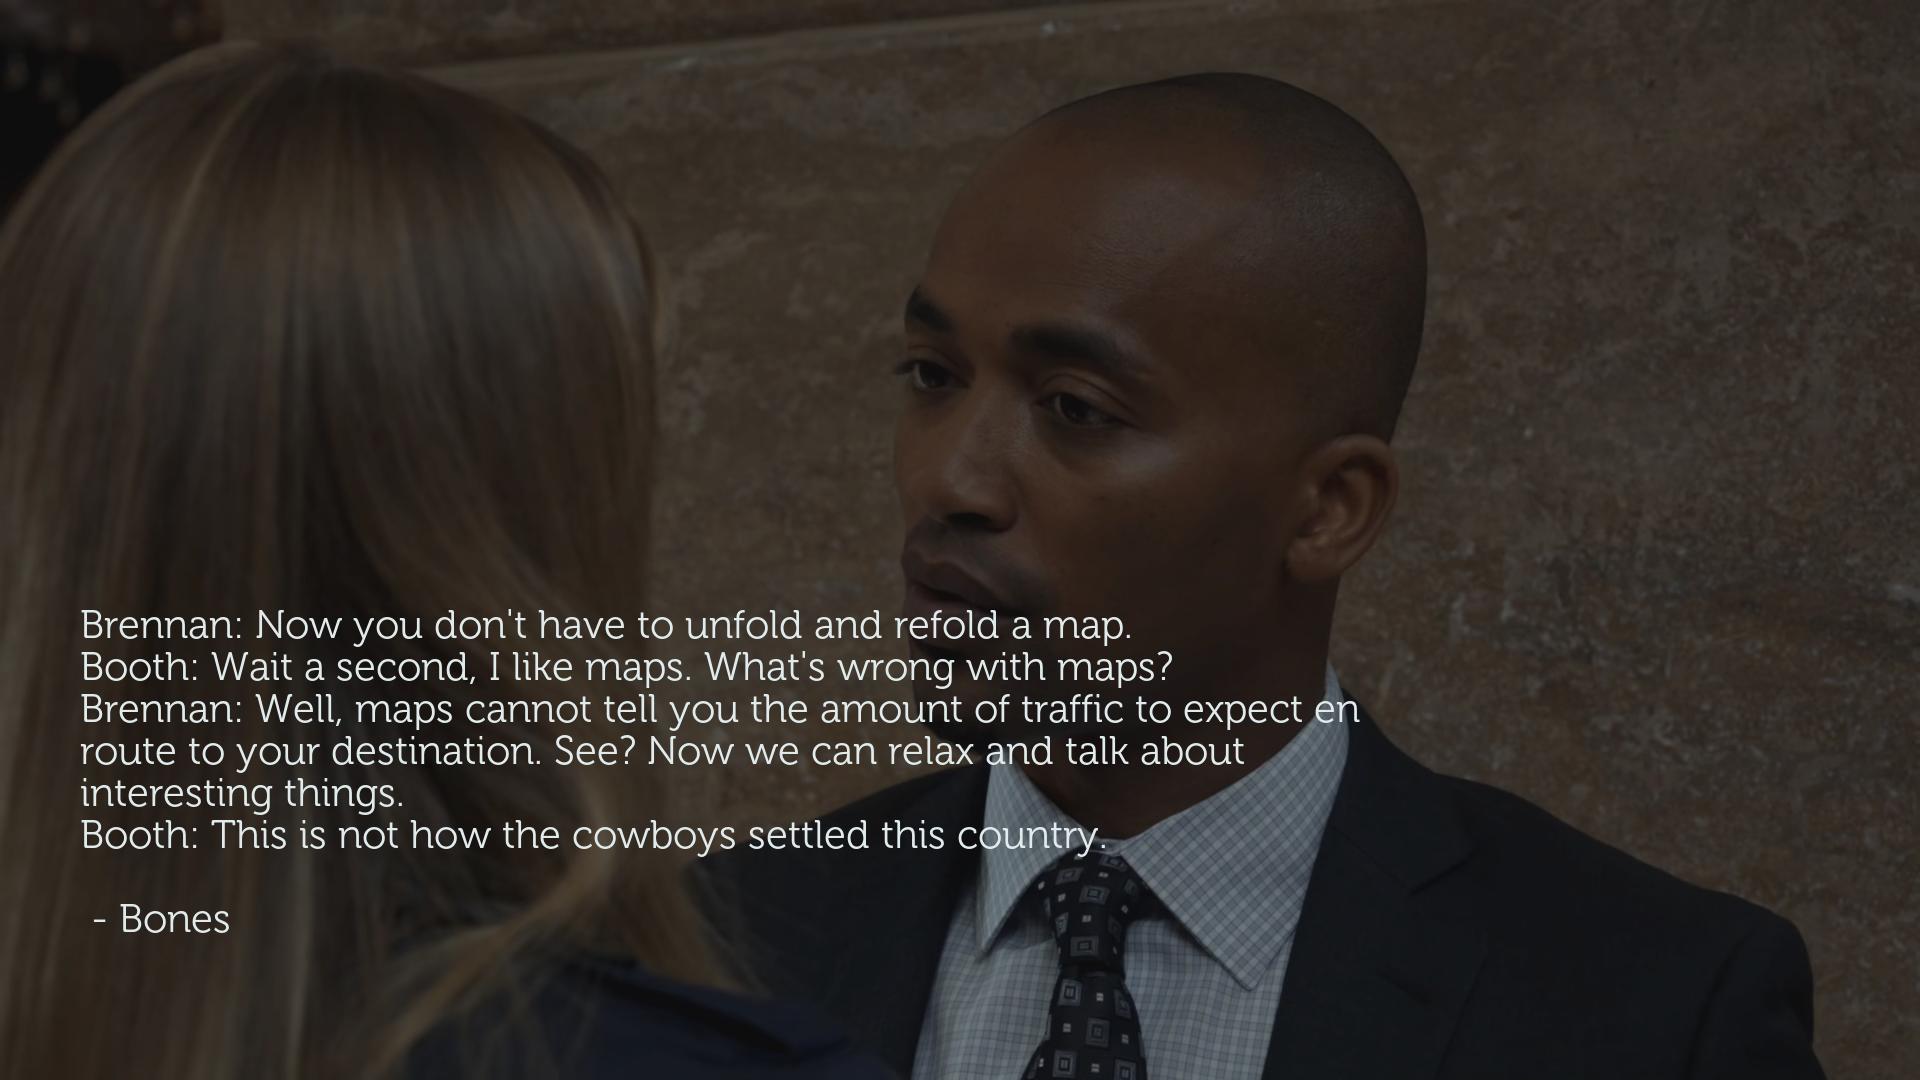 Brennan: Now you don't have to unfold and refold a map.
Booth: Wait a second, I like maps. What's wrong with maps?
Brennan: Well, maps cannot tell you the amount of traffic to expect en
route to your destination. See? Now we can relax and talk about
interesting things.
Booth: This is not how the cowboys settled this country.
- Bones